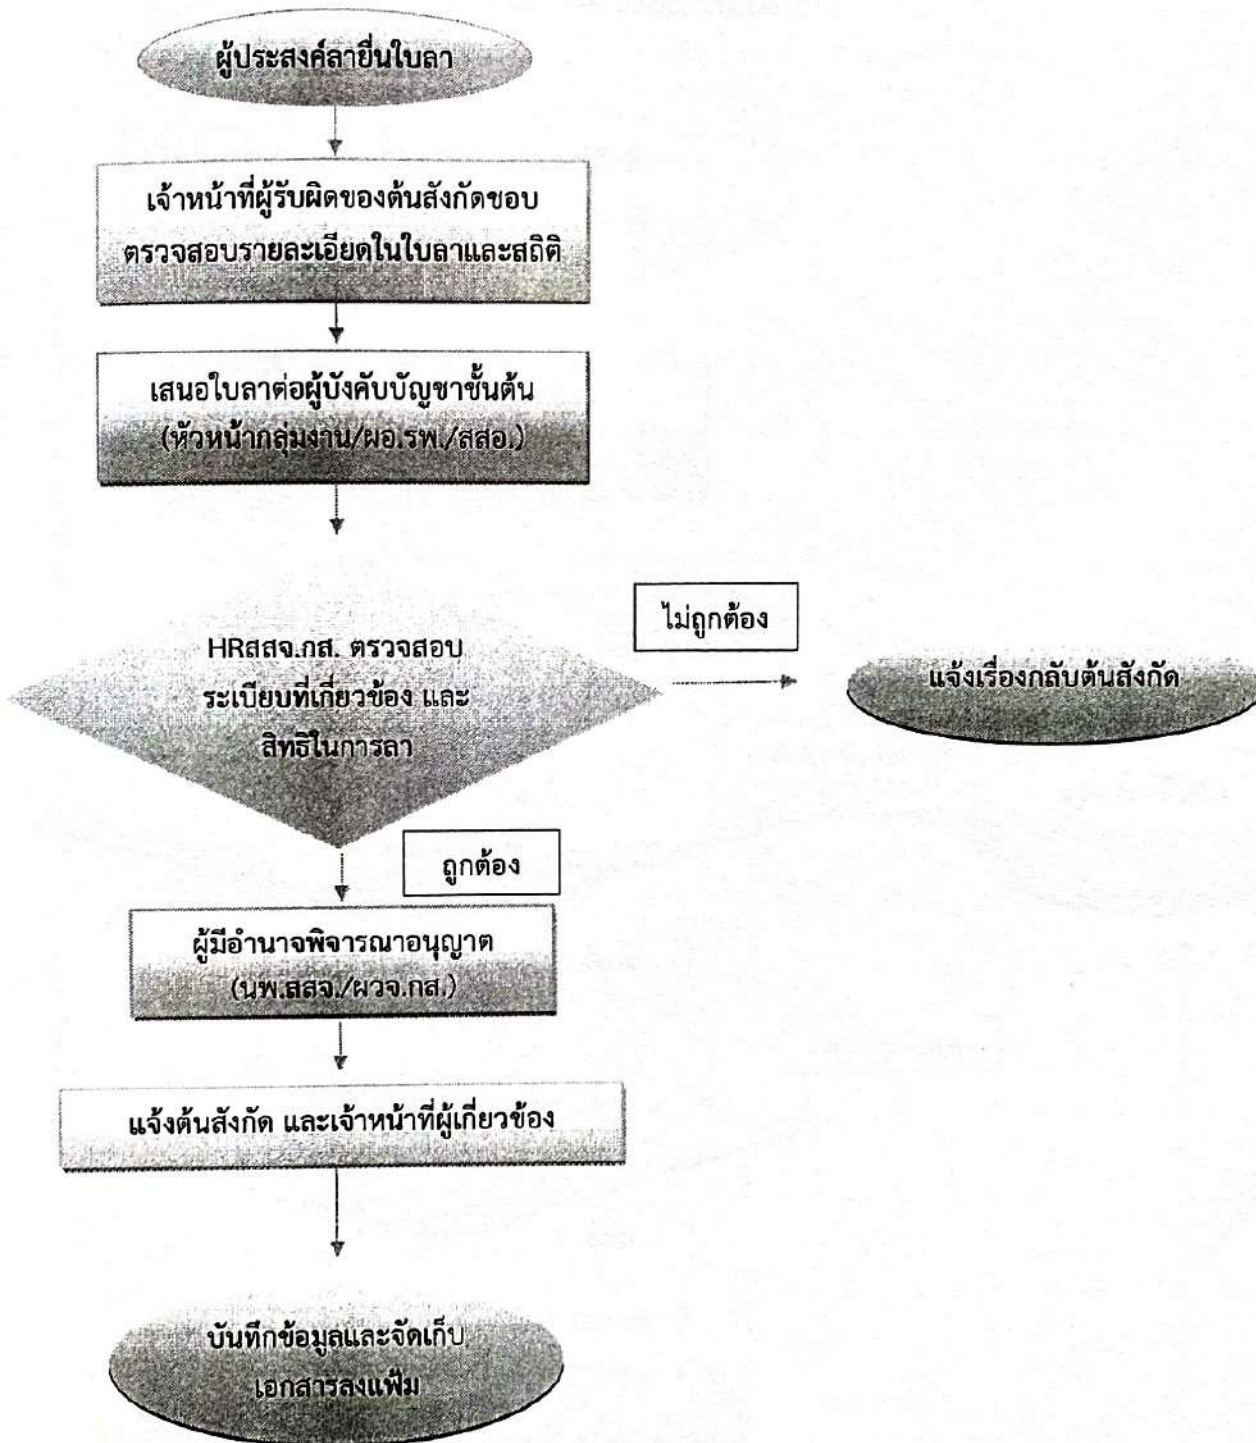 ผู้ประสงค์ลายื่นใบลา
เจ้าหน้าที่ผู้รับผิดของต้นสังกัดชอบ
ตรวจสอบรายละเอียดในใบลาและสถิติ
เสนอใบลาต่อผู้บังคับบัญชาชั้นต้น
(หัวหน้ากลุ่มงาน/ผอ.รพ./สสอ.)
HRสสจ.กส. ตรวจสอบ
ระเบียบที่เกี่ยวข้อง และ
สิทธิในการลา
ไม่ถูกต้อง
แจ้งเรื่องกลับต้นสังกัด
ถูกต้อง
ผู้มีอำนาจพิจารณาอนุญาต
(นพ.สสจ./ผวจ.กส.)
แจ้งต้นสังกัด และเจ้าหน้าที่ผู้เกี่ยวข้อง
บันทึกข้อมูลและจัดเก็บ
เอกสารลงแฟ้ม